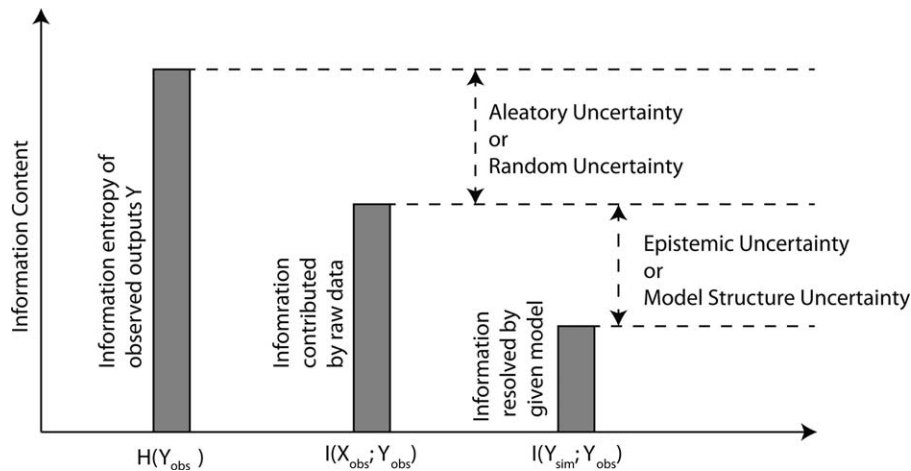 Information Content
Information entropy of
observed outputs Y
Infomration
contributed
by raw data
Information
resolved by
given model
Aleatory Uncertainty
or
Random Uncertainty
Epistemic Uncertainty
or
Model Structure Uncertainty
H(Yobs )
I(Xobs; Yobs)
I(Ysim; Yobs)